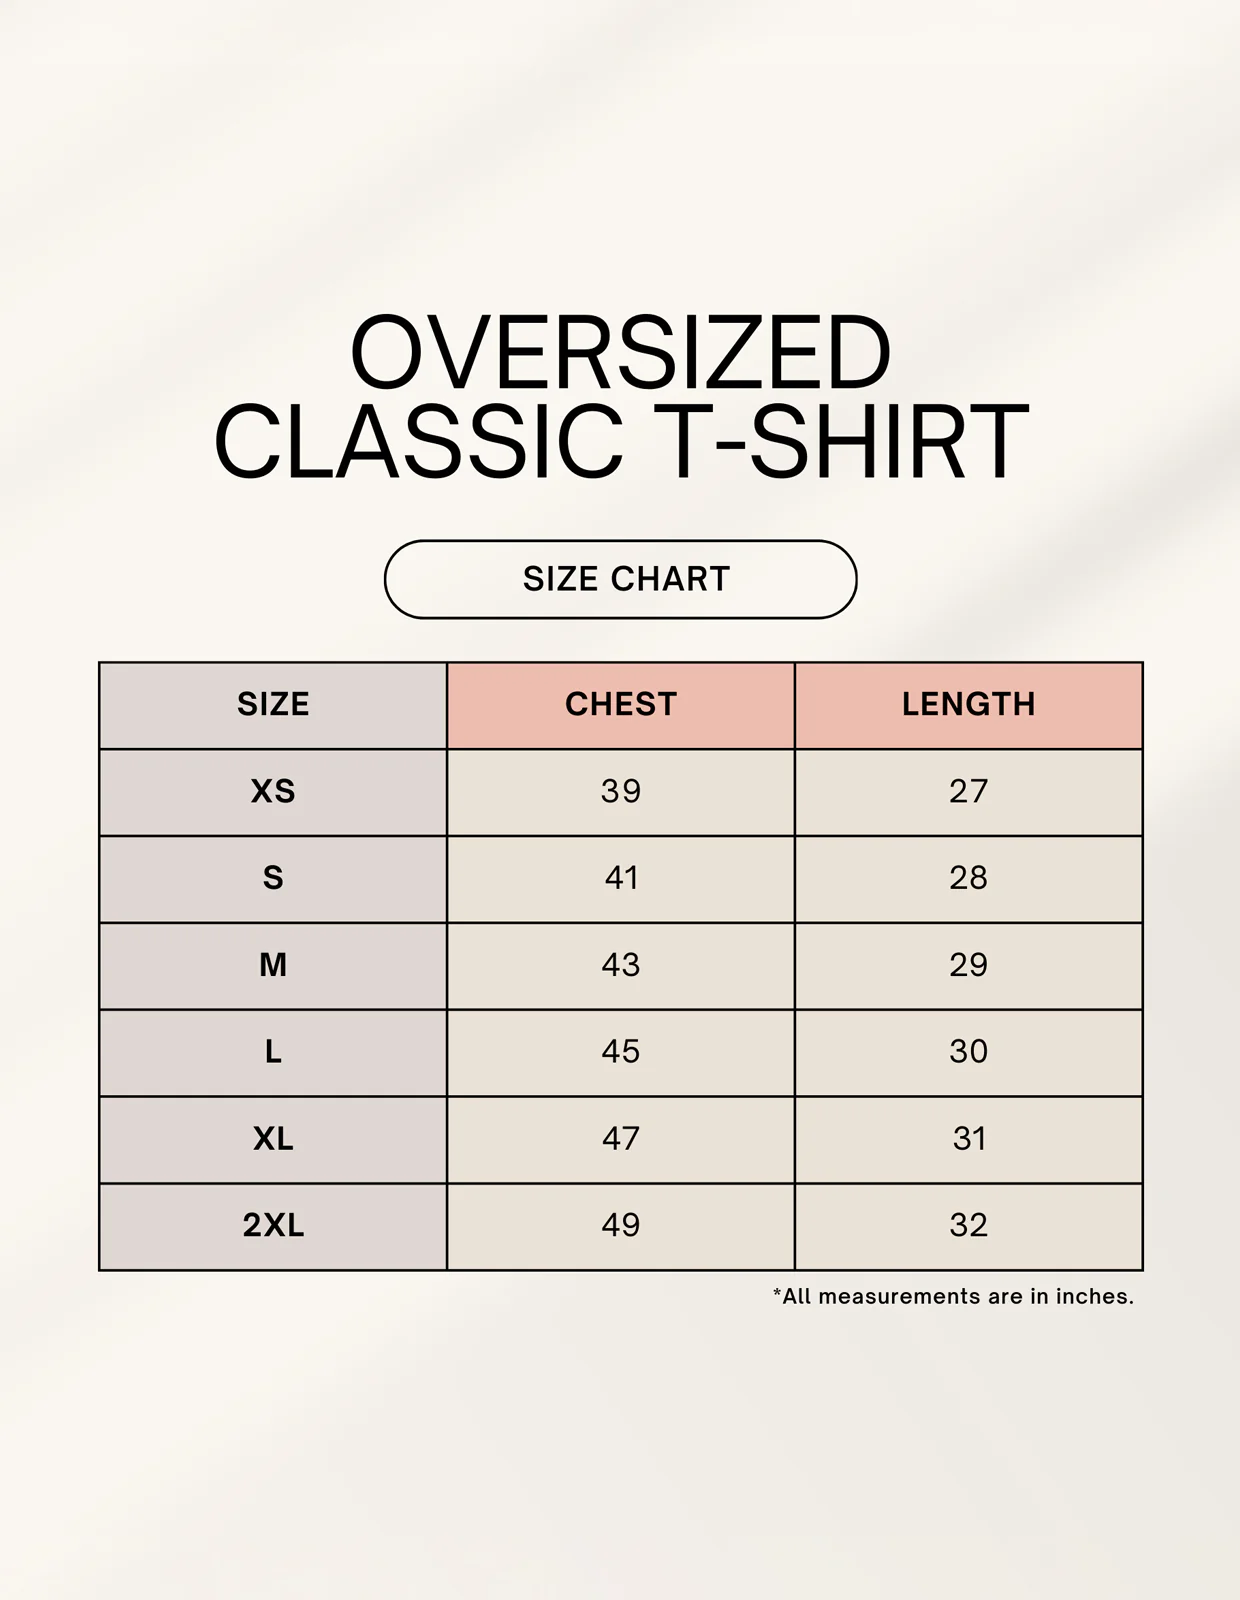 OVERSIZED
CLASSIC T-SHIRT
SIZE CHART
SIZE CHEST LENGTH
XS 39 27
S 41 28
M 43 29
L 45 30
XL 47 31
2XL 49 32
*All measurements are in inches.